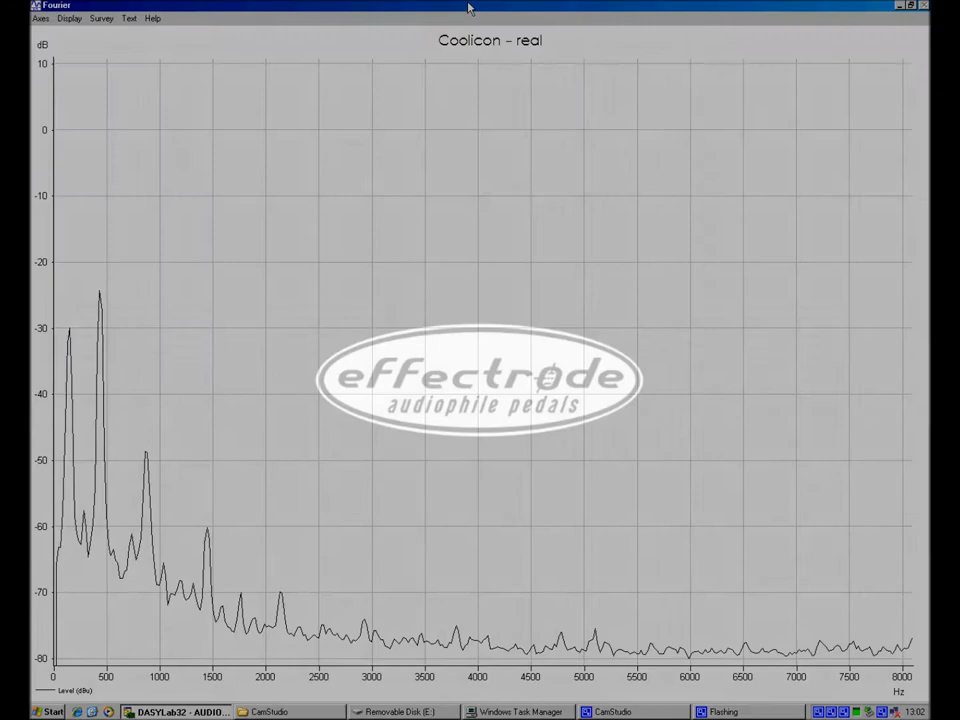 Fourier
Axes Display Survey Text Help
dB
Coolicon - real
10
0
-10
-20
-30
-40
-50
-60
-70
-80
effectrode
audiophile pedals
0 500 1000 1500 2000 2500 3000 3500 4000 4500 5000 5500 6000 6500 7000 7500 8000
Hz
Level (dBu)
Start DASYLab32 - AUDIO... CamStudio Removable Disk (E:) Windows Task Manager CamStudio Flashing 13:02